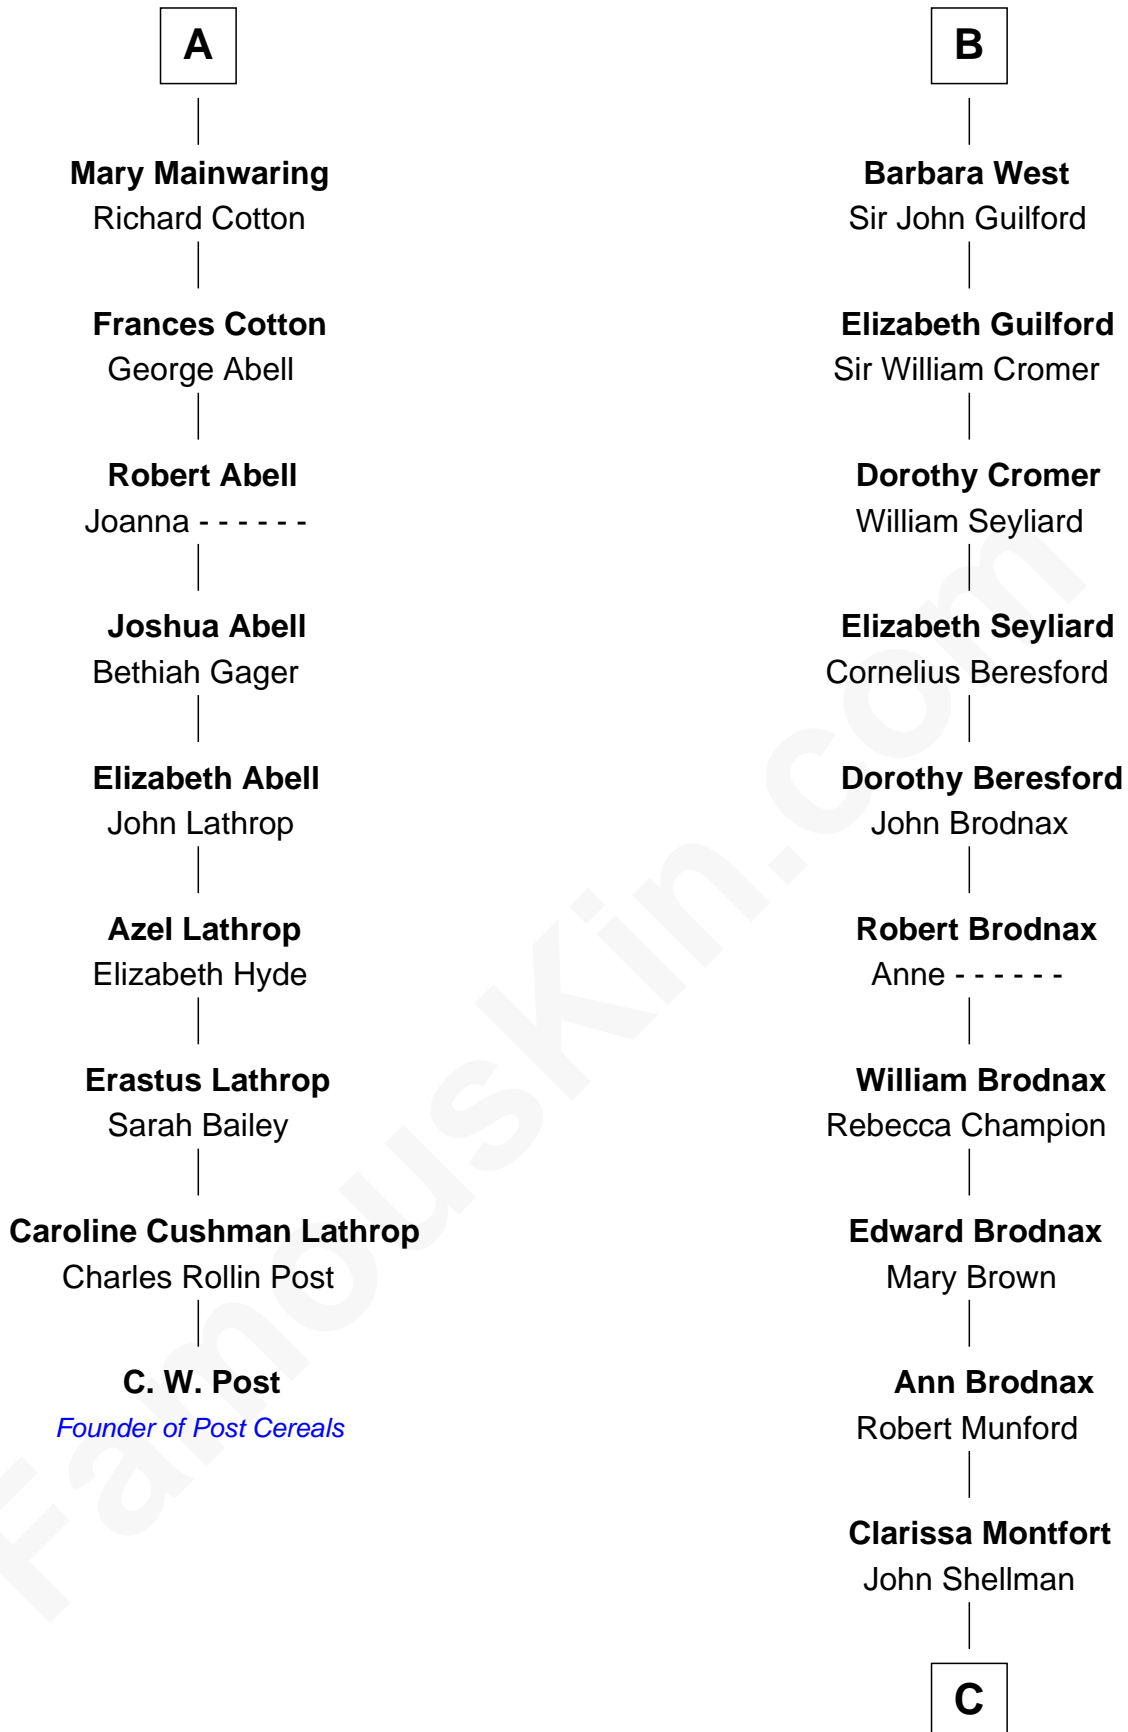 A
Mary Mainwaring
Richard Cotton
Frances Cotton
George Abell
Robert Abell
Joanna - - - - - -
Joshua Abell
Bethiah Gager
Elizabeth Abell
John Lathrop
Azel Lathrop
Elizabeth Hyde
Erastus Lathrop
Sarah Bailey
Caroline Cushman Lathrop
Charles Rollin Post
C. W. Post
Founder of Post Cereals
B
Barbara West
Sir John Guilford
Elizabeth Guilford
Sir William Cromer
Dorothy Cromer
William Seyliard
Elizabeth Seyliard
Cornelius Beresford
Dorothy Beresford
John Brodnax
Robert Brodnax
Anne - - - - - -
William Brodnax
Rebecca Champion
Edward Brodnax
Mary Brown
Ann Brodnax
Robert Munford
Clarissa Montfort
John Shellman
C
FamousKin.com